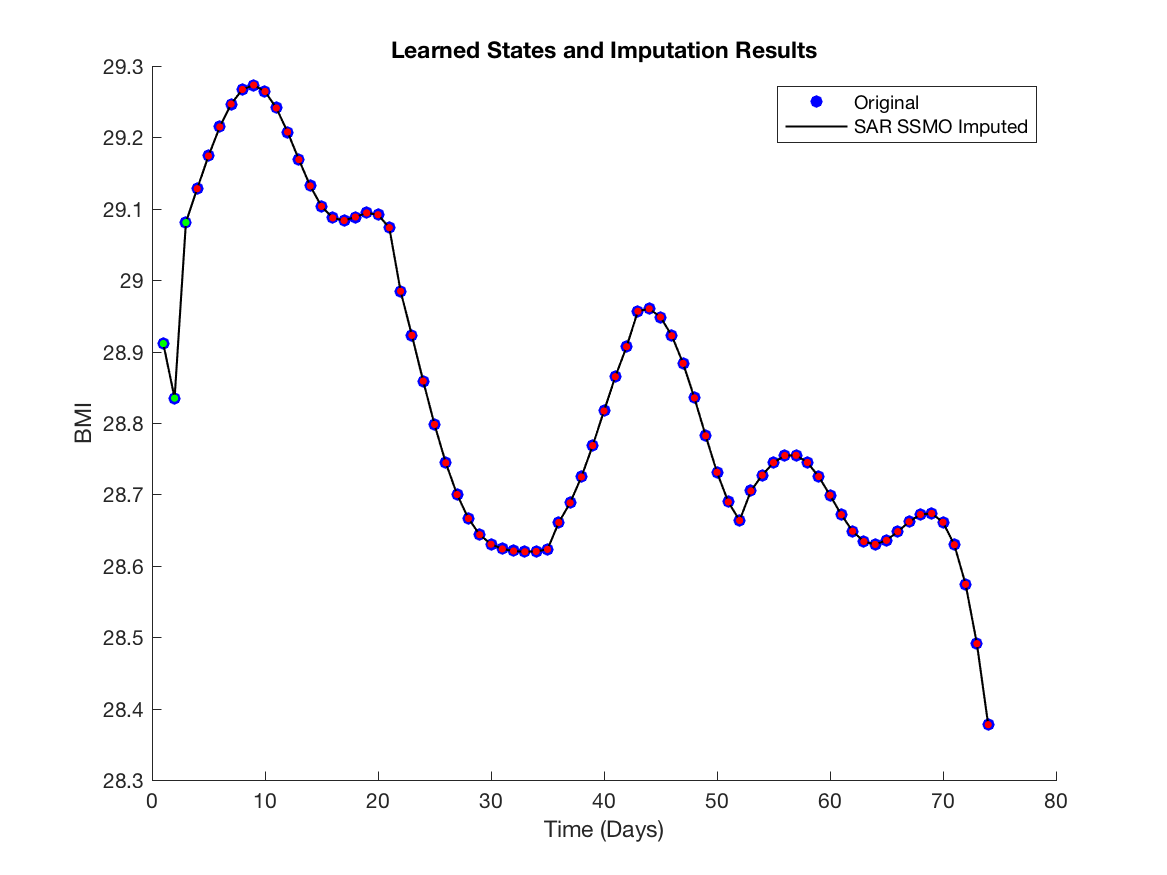 Learned States and Imputation Results
29.3
29.2
29.1
29
28.9
28.8
28.7
28.6
28.5
28.4
28.3
BMI
Original
SAR SSMO Imputed
0 10 20 30 40 50 60 70 80
Time (Days)